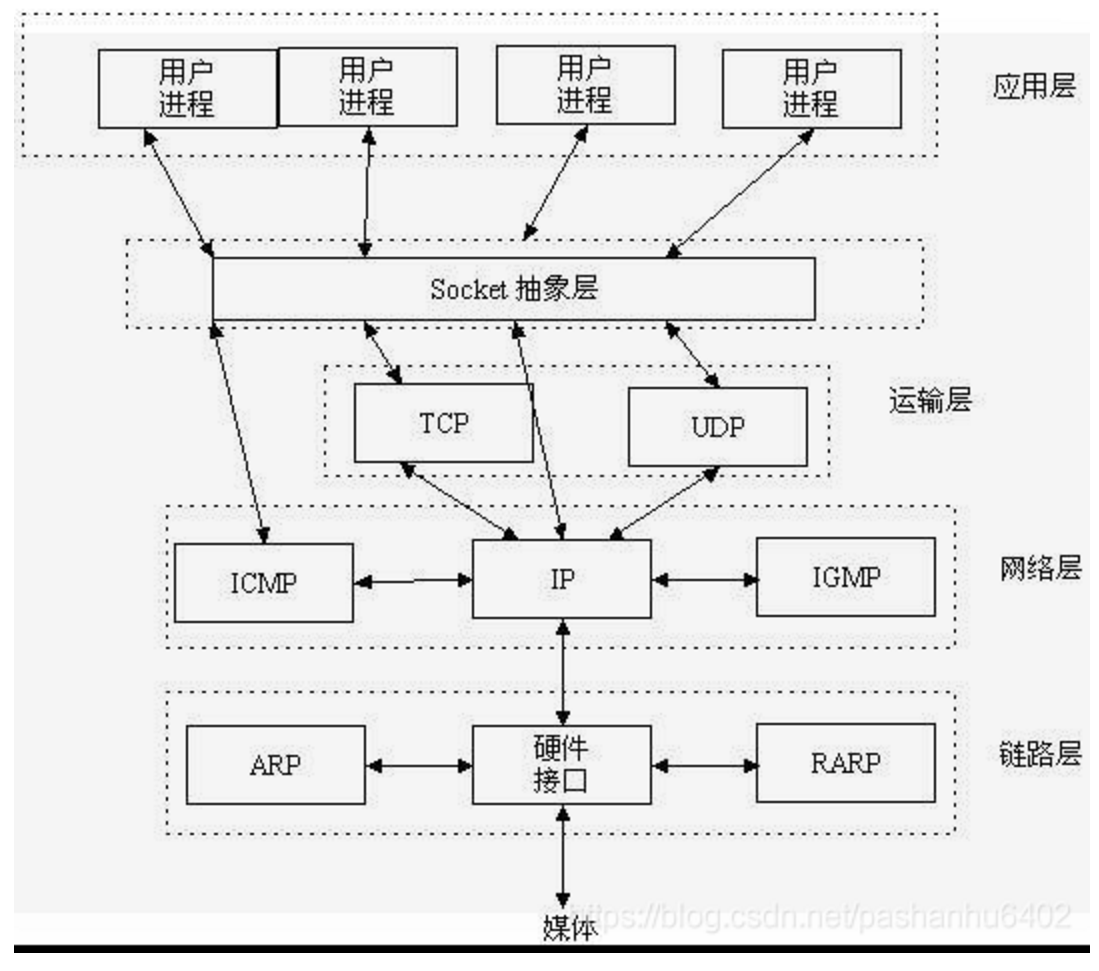 用户
进程
用户
进程
用户
进程
用户
进程
应用层
Socket 抽象层
运输层
TCP
UDP
网络层
ICMP
IP
IGMP
链路层
ARP
硬件
接口
RARP
媒体
https://blog.csdn.net/pashanhu6402